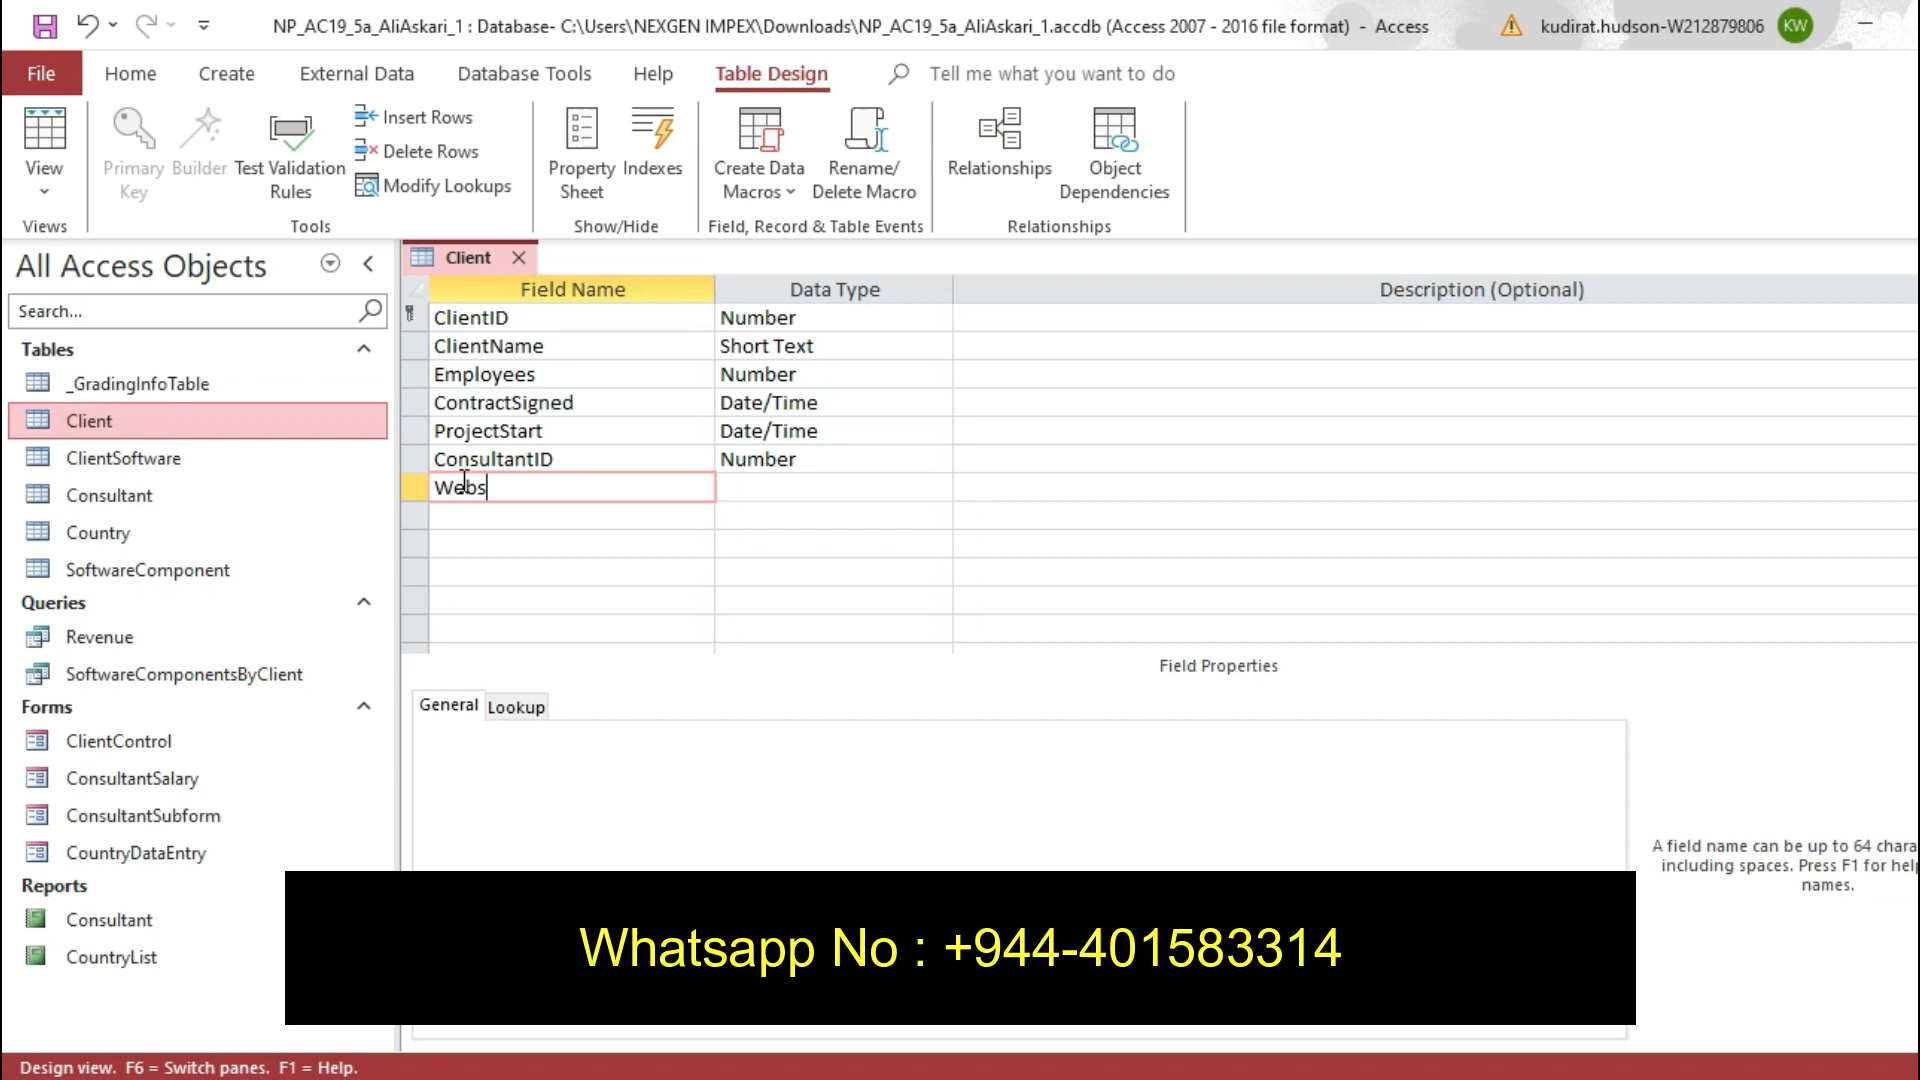 NP_AC19_5a_AliAskari_1 : Database- C:\Users\NEXGEN IMPEX\Downloads\NP_AC19_5a_AliAskari_1.accdb (Access 2007 - 2016 file format) - Access
kudirat.hudson-W212879806
KW
File
Home
Create
External Data
Database Tools
Help
Table Design
Tell me what you want to do
View
Primary Key
Builder
Test Validation Rules
Insert Rows
Delete Rows
Modify Lookups
Property Sheet
Indexes
Create Data Macros
Rename/ Delete Macro
Relationships
Object Dependencies
Views
Tools
Show/Hide
Field, Record & Table Events
Relationships
All Access Objects
Search...
Tables
_GradingInfoTable
Client
ClientSoftware
Consultant
Country
SoftwareComponent
Queries
Revenue
SoftwareComponentsByClient
Forms
ClientControl
ConsultantSalary
ConsultantSubform
CountryDataEntry
Reports
Consultant
CountryList
Client
Field Name Data Type Description (Optional)
ClientID Number
ClientName Short Text
Employees Number
ContractSigned Date/Time
ProjectStart Date/Time
ConsultantID Number
Webs
Field Properties
General
Lookup
A field name can be up to 64 chara
including spaces. Press F1 for help
names.
Whatsapp No : +944-401583314
Design view. F6 = Switch panes. F1 = Help.